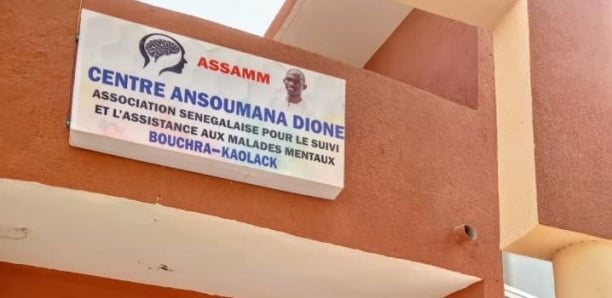 ASSAMM
CENTRE ANSOUMANA DIONE
ASSOCIATION SENEGALAISE POUR LE SUIVI
ET L'ASSISTANCE AUX MALADES MENTAUX
BOUCHRA-KAOLACK